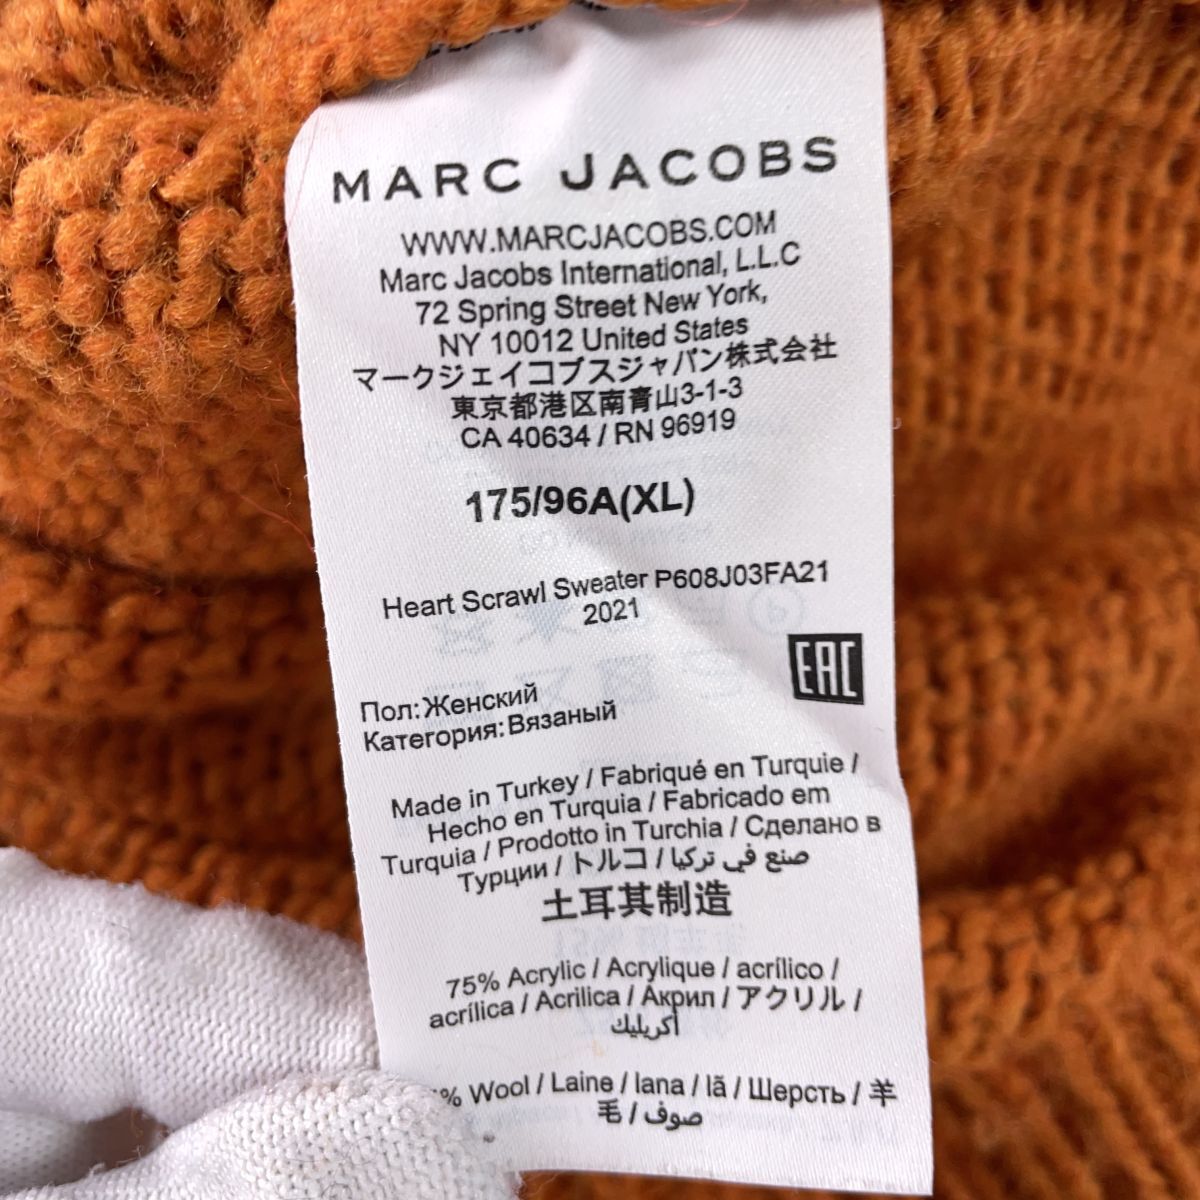 MARC JACOBS
WWW.MARCJACOBS.COM
Marc Jacobs International, L.L.C
72 Spring Street New York,
NY 10012 United States
マークジェイコブスジャパン株式会社
東京都港区南青山3-1-3
CA 40634 / RN 96919
175/96A(XL)
Heart Scrawl Sweater P608J03FA21
2021
EAC
Пол:Женский
Категория:Вязаный
Made in Turkey / Fabriqué en Turquie /
Hecho en Turquia / Fabricado em
Turquia / Prodotto in Turchia / Сделано в
Турции / トルコ / صنع في تركيا
土耳其制造
75% Acrylic / Acrylique / acrílico /
acrílica / Acrilica / Акрил / アクリル /
أكريليك
% Wool / Laine / lana / lã / Шерсть / 羊
毛 / صوف